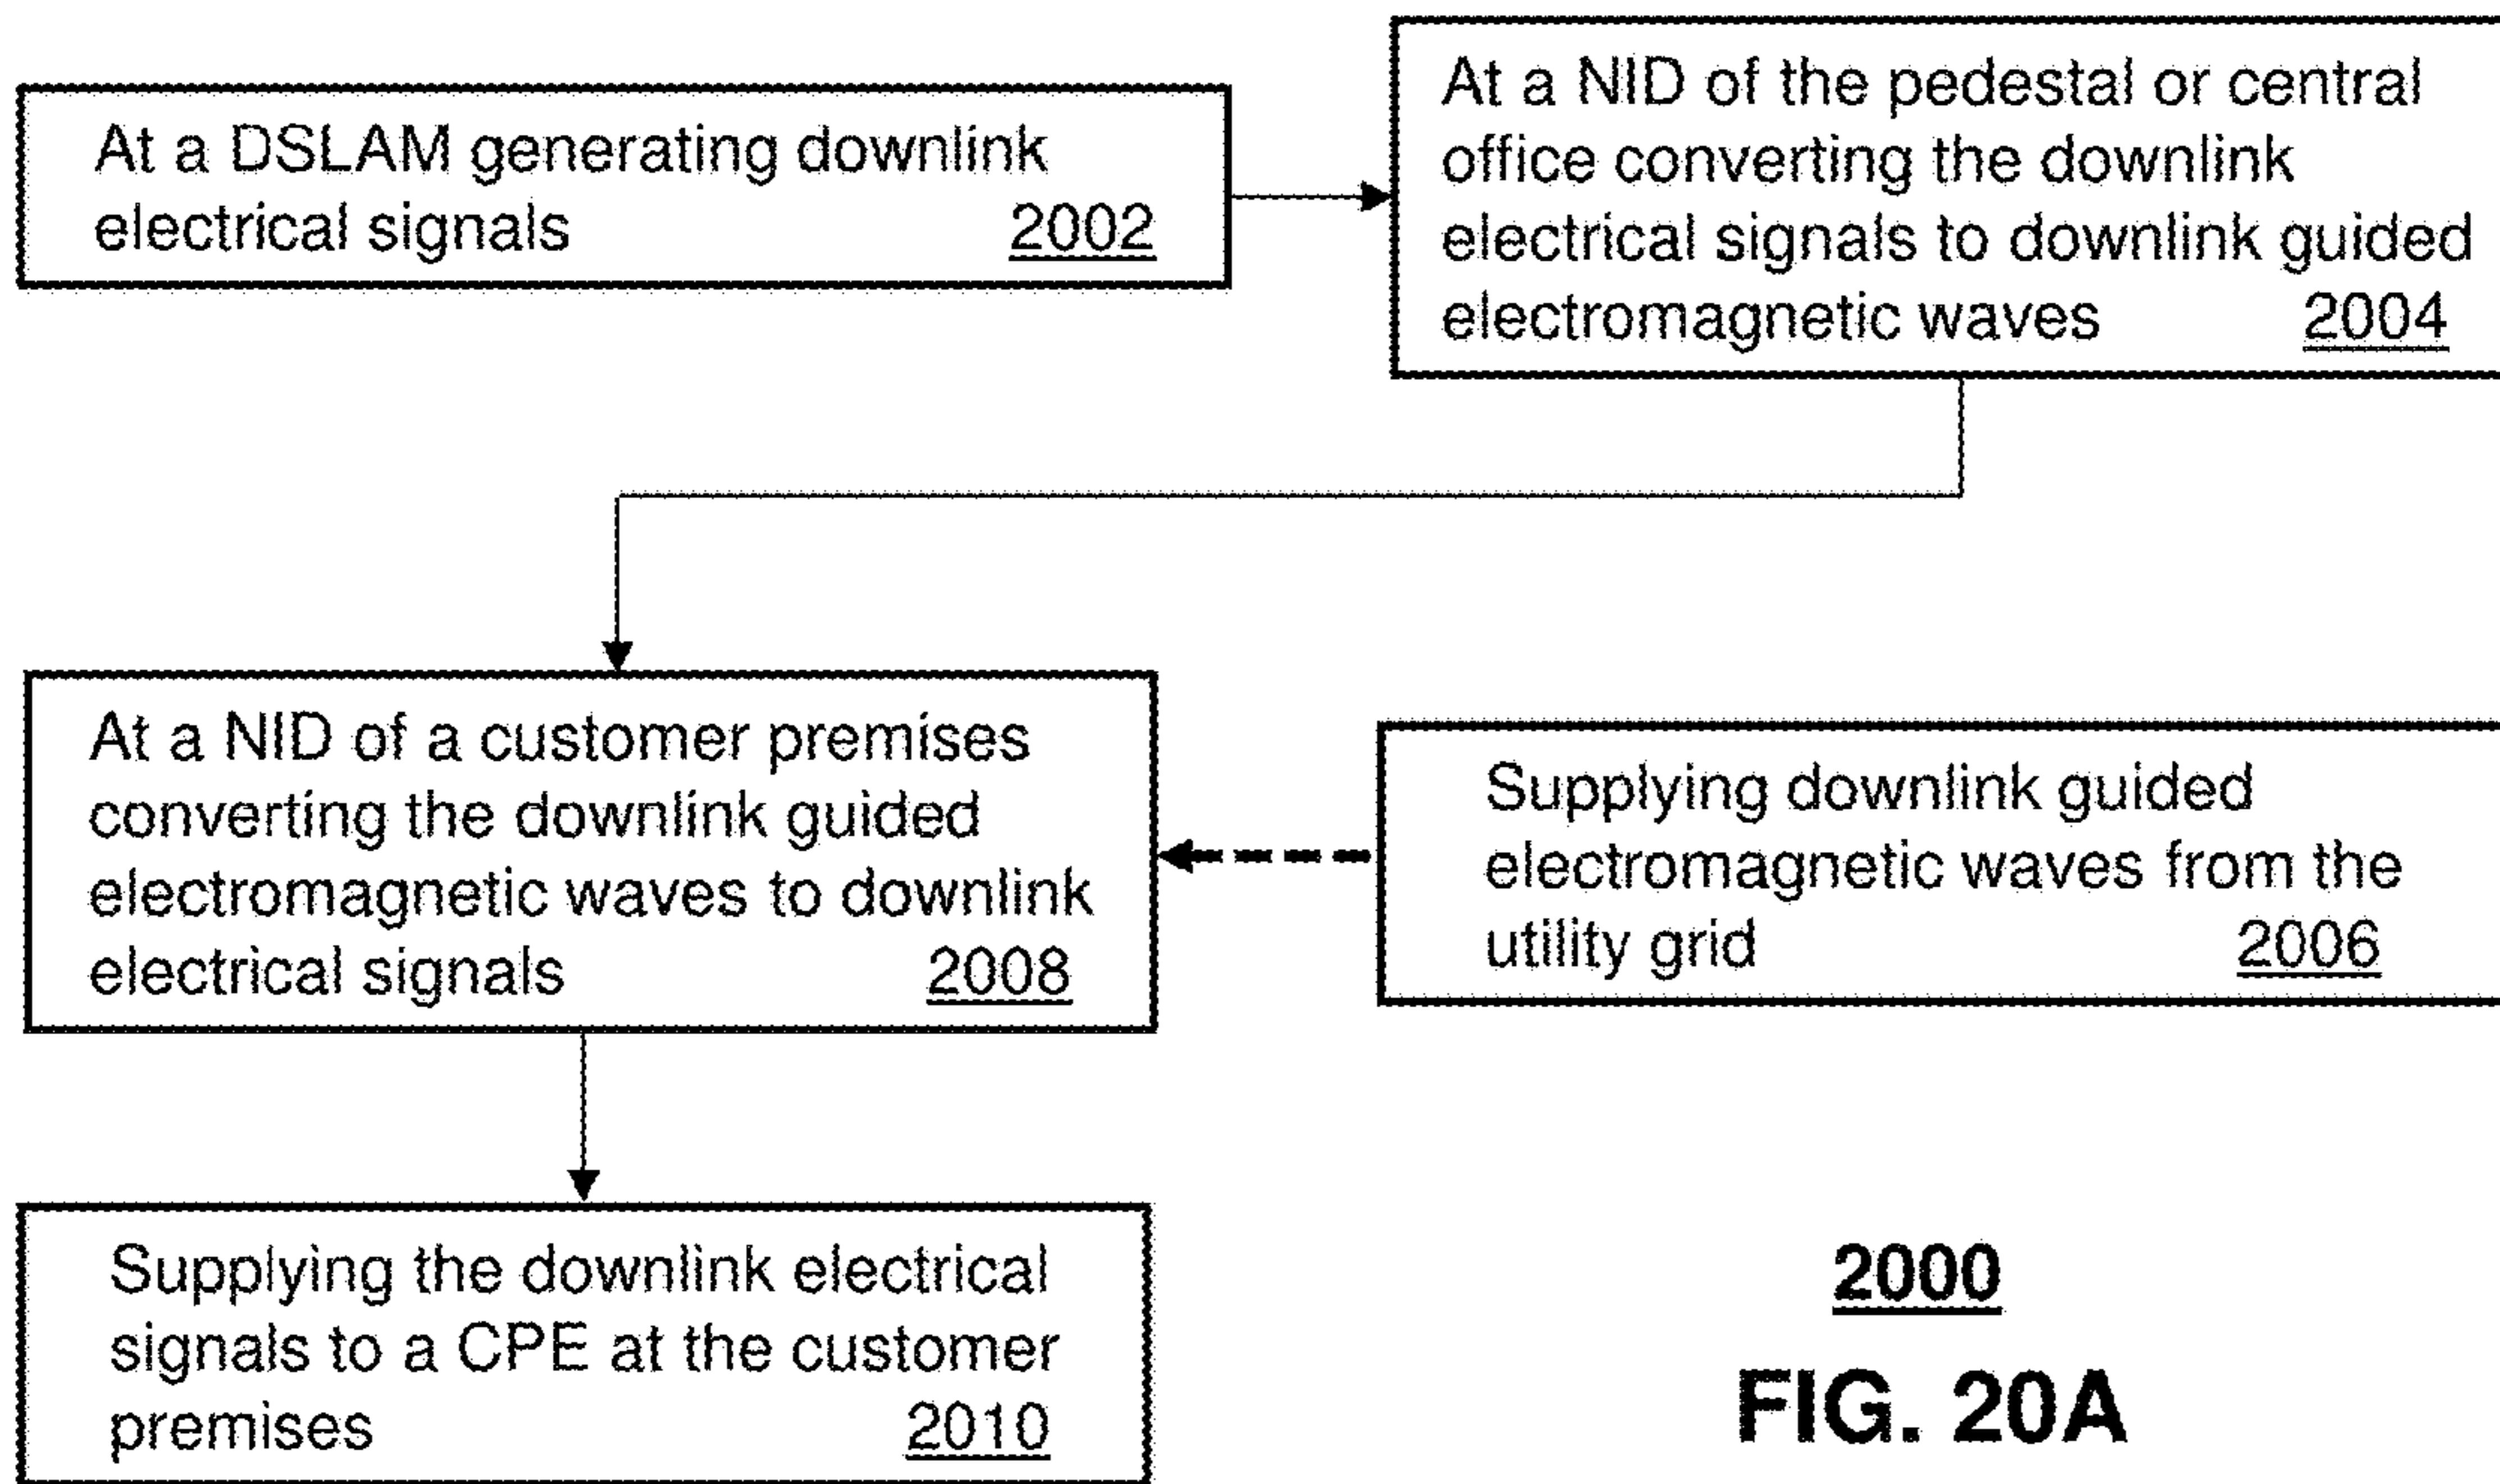 At a DSLAM generating downlink
electrical signals 2002
At a NID of the pedestal or central
office converting the downlink
electrical signals to downlink guided
electromagnetic waves 2004
At a NID of a customer premises
converting the downlink guided
electromagnetic waves to downlink
electrical signals 2008
Supplying downlink guided
electromagnetic waves from the
utility grid 2006
Supplying the downlink electrical
signals to a CPE at the customer
premises 2010
2000
FIG. 20A